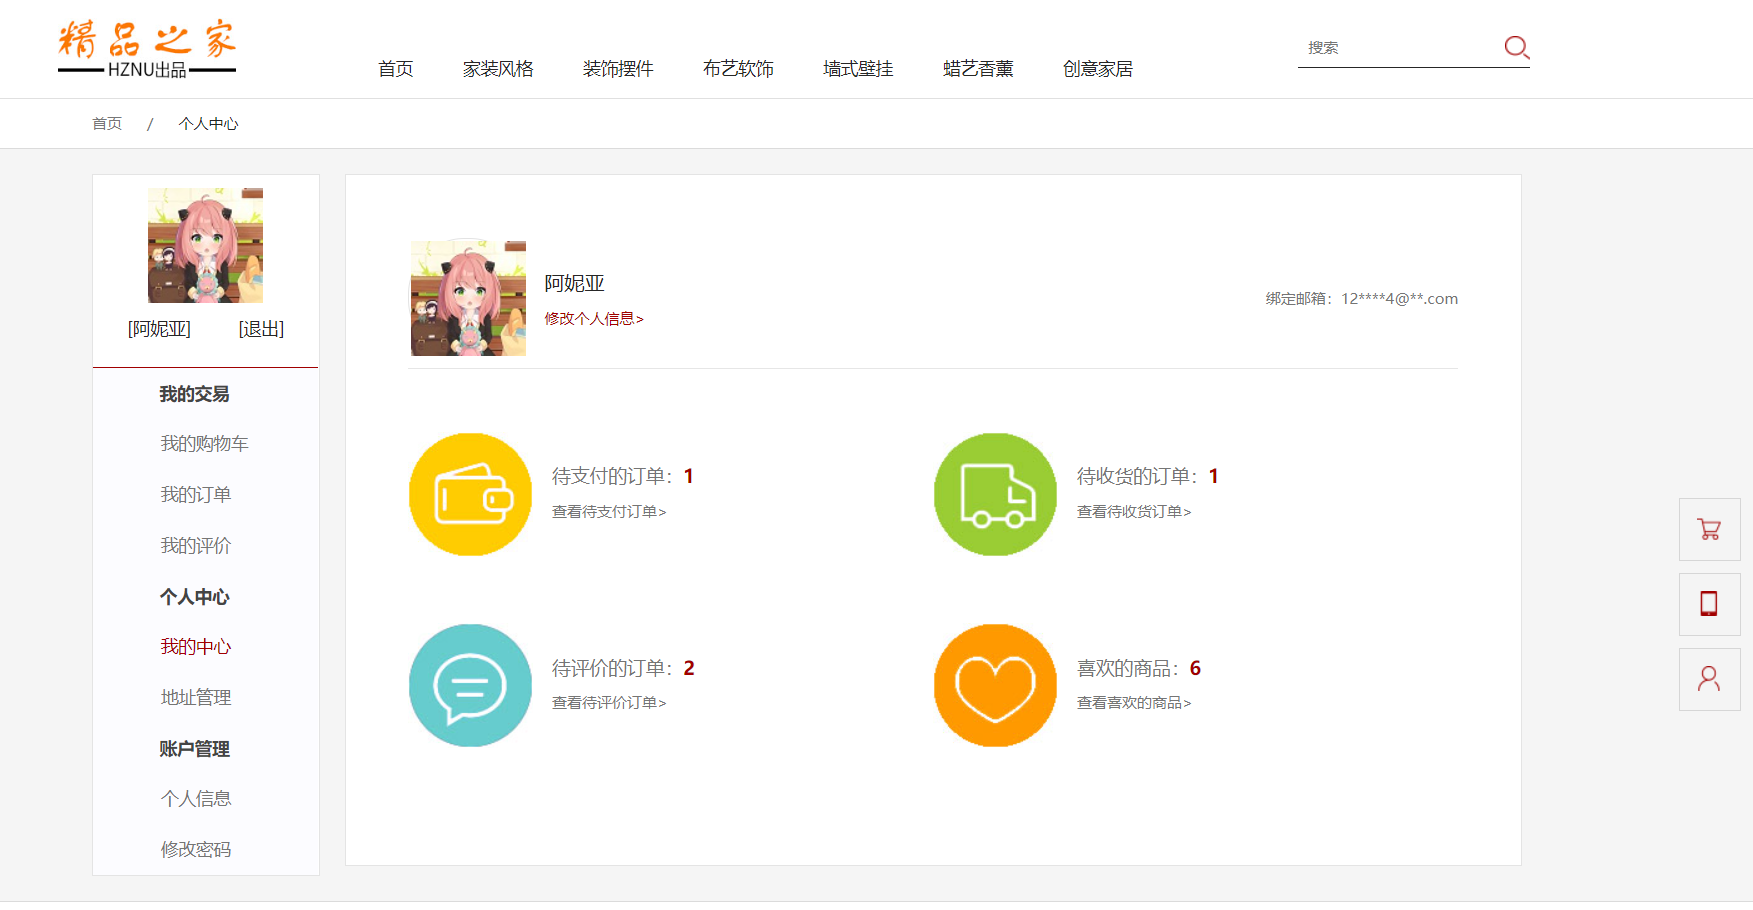 精品之家
HZNU出品
首页 家装风格 装饰摆件 布艺软饰 墙式壁挂 蜡艺香薰 创意家居
搜索
首页 / 个人中心
[阿妮亚] [退出]
我的交易
我的购物车
我的订单
我的评价
个人中心
我的中心
地址管理
账户管理
个人信息
修改密码
阿妮亚
修改个人信息>
绑定邮箱：12****4@**.com
待支付的订单：1
查看待支付订单>
待收货的订单：1
查看待收货订单>
待评价的订单：2
查看待评价订单>
喜欢的商品：6
查看喜欢的商品>